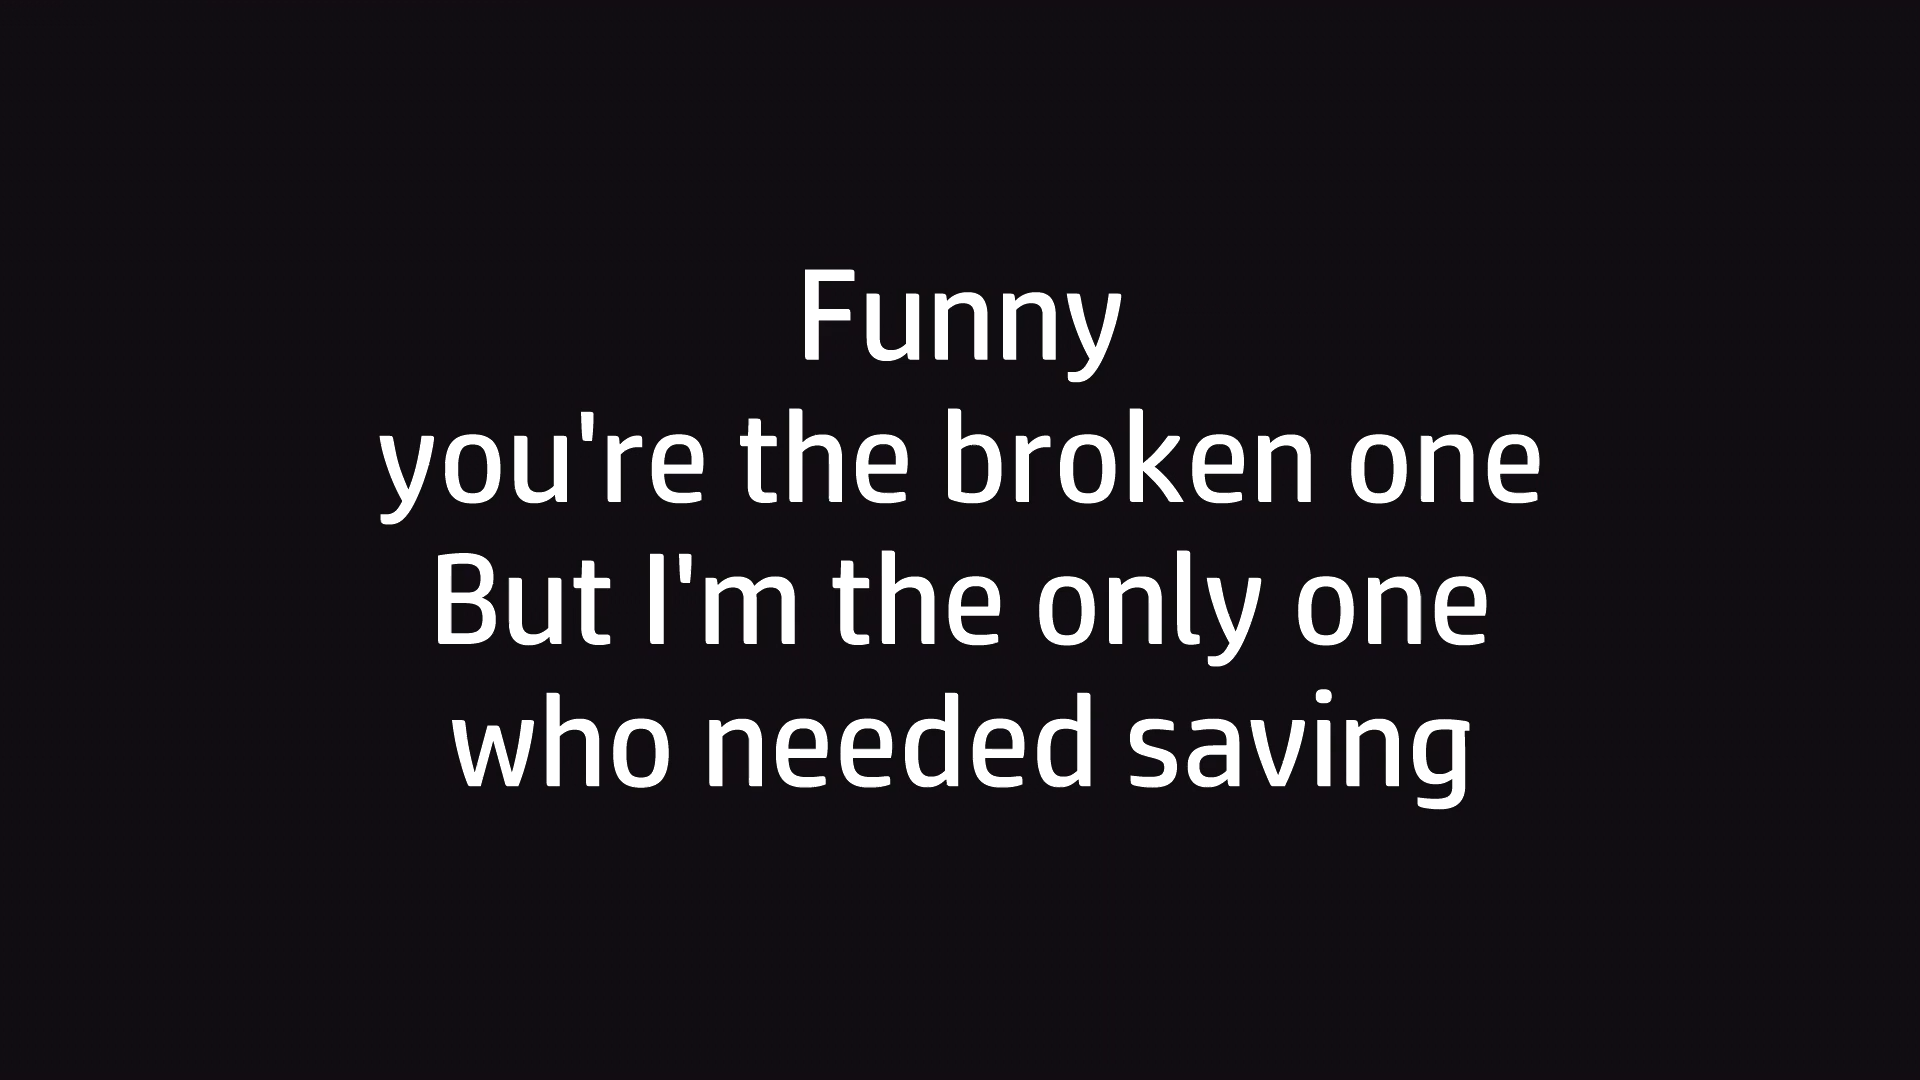 Funny
you're the broken one
But I'm the only one
who needed saving